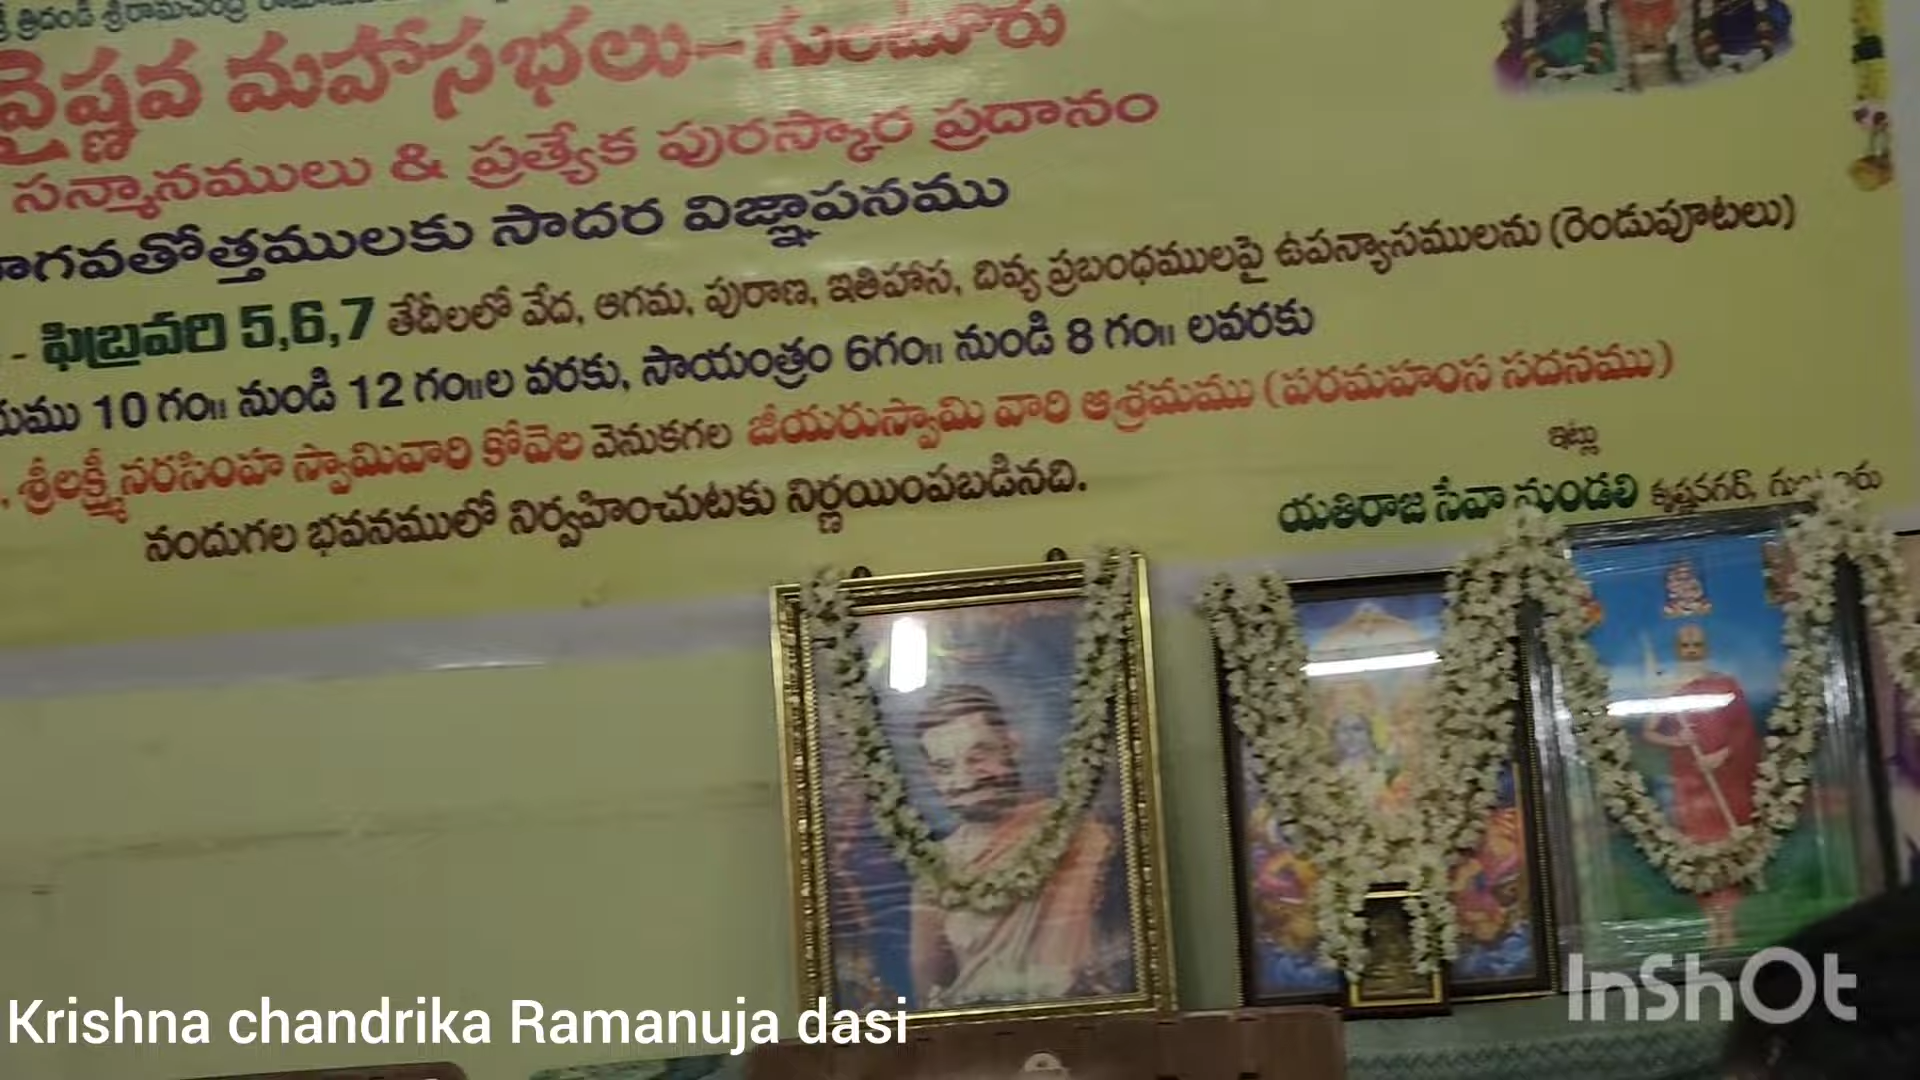 త్రిదండి శ్రీరామచంద్ర
వైష్ణవ మహాసభలు - గుంటూరు
సన్మానములు & ప్రత్యేక పురస్కార ప్రదానం
గవతోత్తములకు సాదర విజ్ఞాపనము
- ఫిబ్రవరి 5,6,7 తేదీలలో వేద, ఆగమ, పురాణ, ఇతిహాస, దివ్య ప్రబంధములపై ఉపన్యాసములను (రెండుపూటలు)
10 గం॥ నుండి 12 గం॥ల వరకు, సాయంత్రం 6గం॥ నుండి 8 గం॥ లవరకు
శ్రీలక్ష్మీనరసింహ స్వామివారి కోవెల వెనుకగల జీయరుస్వామి వారి ఆశ్రమము (పరమహంస సదనము)
నందుగల భవనములో నిర్వహించుటకు నిర్ణయింపబడినది.
ఇట్లు
యతిరాజ సేవా మండలి కృష్ణనగర్, గుంటూరు
Krishna chandrika Ramanuja dasi
InShOt